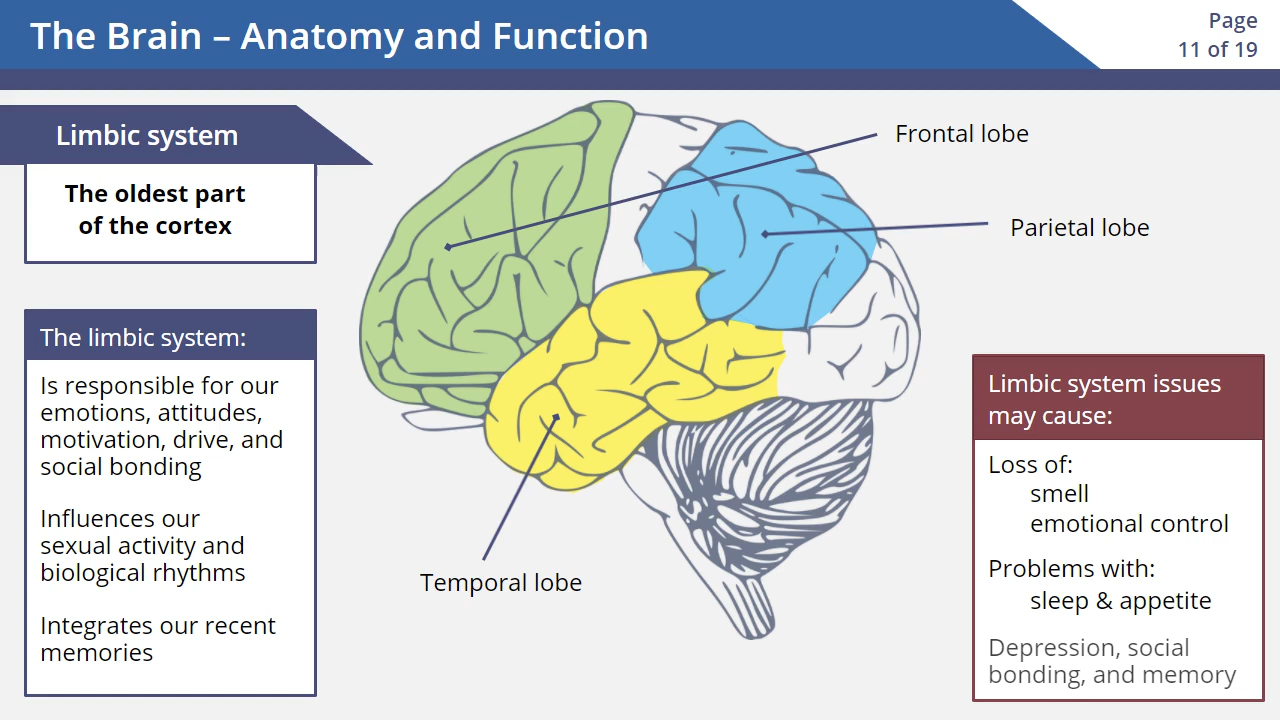 The Brain – Anatomy and Function
Page
11 of 19
Limbic system
The oldest part
of the cortex
The limbic system:
Is responsible for our
emotions, attitudes,
motivation, drive, and
social bonding
Influences our
sexual activity and
biological rhythms
Integrates our recent
memories
Frontal lobe
Parietal lobe
Temporal lobe
Limbic system issues
may cause:
Loss of:
smell
emotional control
Problems with:
sleep & appetite
Depression, social
bonding, and memory